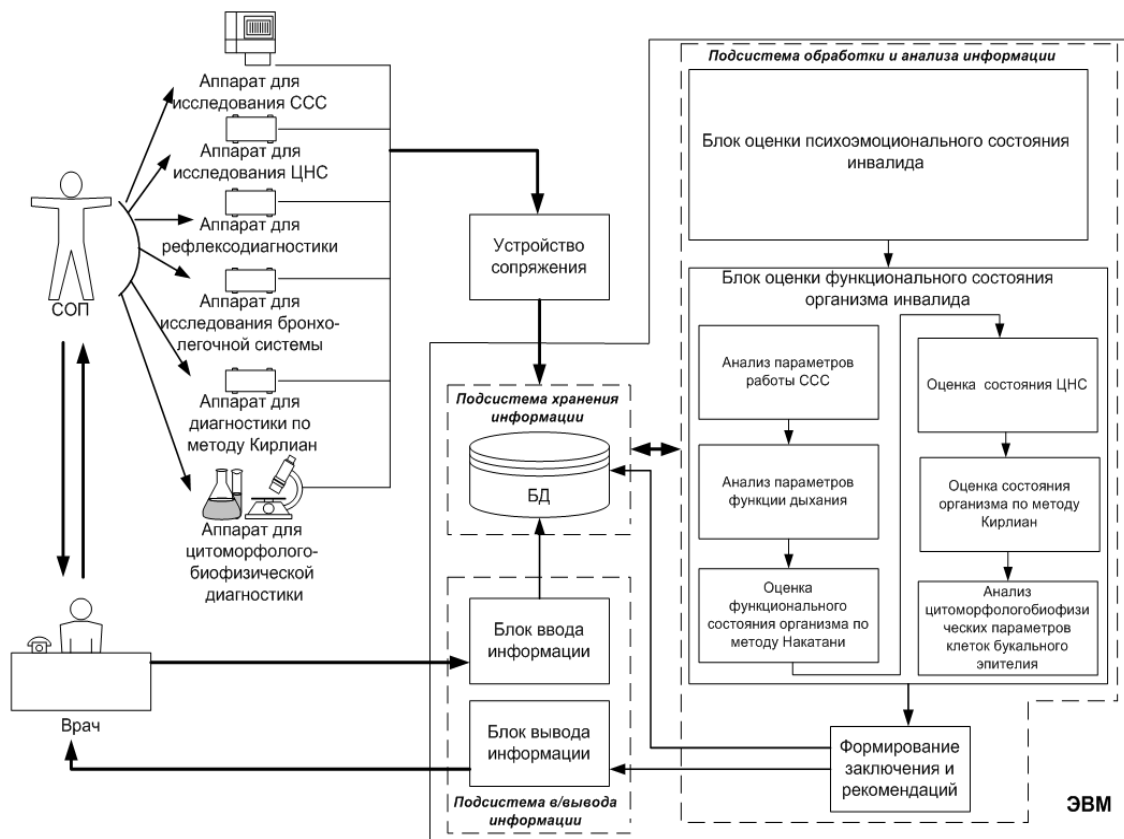 Аппарат для
исследования ССС
Аппарат для
исследования ЦНС
Аппарат для
рефлексодиагностики
Аппарат для
исследования бронхо-
легочной системы
Аппарат для
диагностики по
методу Кирлиан
Аппарат для
цитоморфолого-
биофизической
диагностики
СОП
Врач
Устройство
сопряжения
Подсистема хранения
информации
БД
Блок ввода
информации
Блок вывода
информации
Подсистема в/вывода
информации
Подсистема обработки и анализа информации
Блок оценки психоэмоционального состояния
инвалида
Блок оценки функционального состояния
организма инвалида
Анализ параметров
работы ССС
Анализ параметров
функции дыхания
Оценка
функционального
состояния организма по
методу Накатани
Оценка состояния ЦНС
Оценка состояния
организма по методу
Кирлиан
Анализ
цитоморфологобиофиз
ических параметров
клеток букального
эпителия
Формирование
заключения и
рекомендаций
ЭВМ